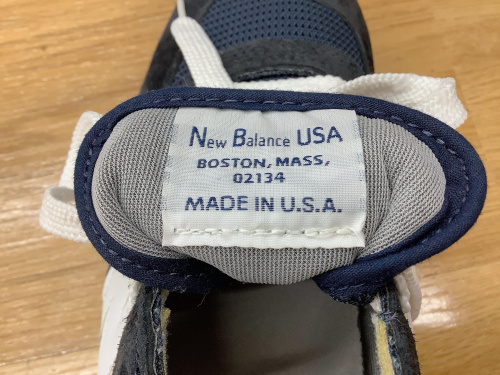 New Balance USA
BOSTON, MASS,
02134
MADE IN U.S.A.